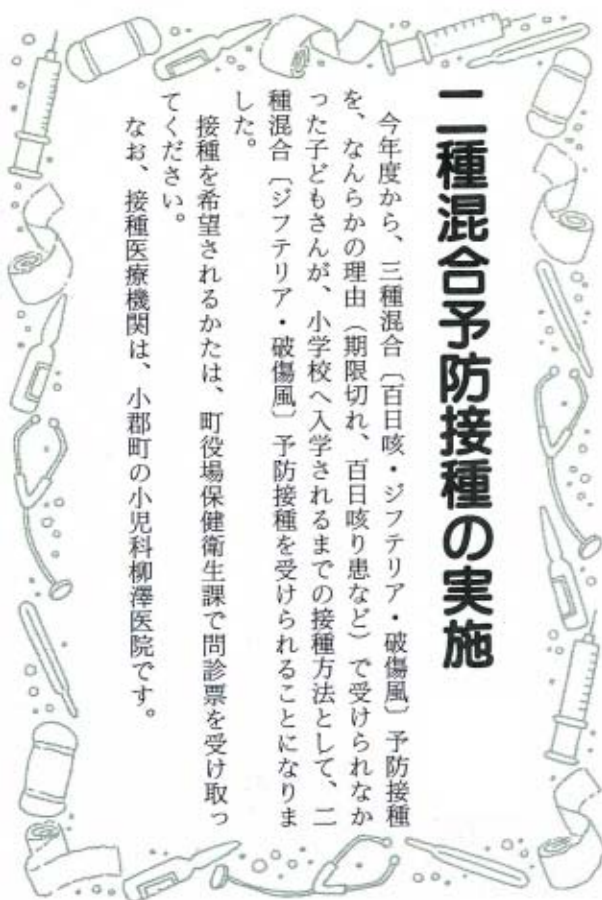 二種混合予防接種の実施
今年度から、三種混合〔百日咳・ジフテリア・破傷風〕予防接種
を、なんらかの理由（期限切れ、百日咳り患など）で受けられなか
った子どもさんが、小学校へ入学されるまでの接種方法として、二
種混合〔ジフテリア・破傷風〕予防接種を受けられることになりま
した。
接種を希望されるかたは、町役場保健衛生課で問診票を受け取っ
てください。
なお、接種医療機関は、小郡町の小児科柳澤医院です。